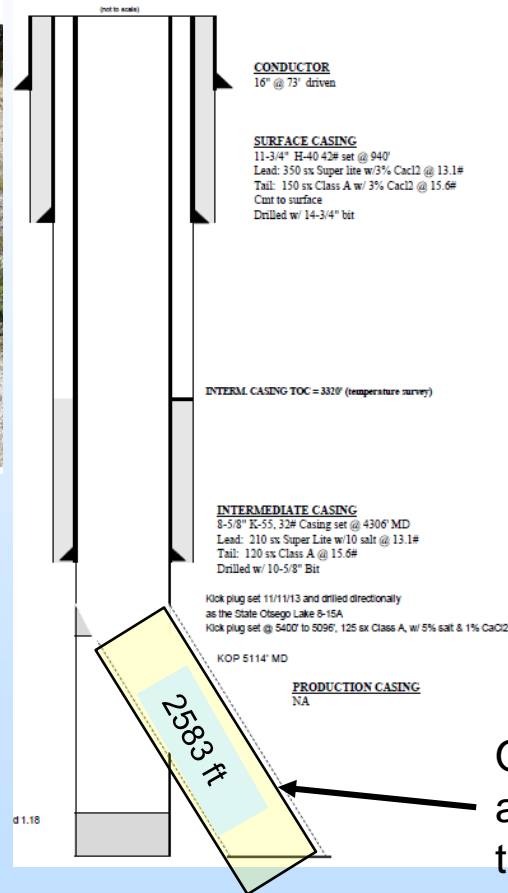 (not to scale)
CONDUCTOR
16" @ 73' driven
SURFACE CASING
11-3/4" H-40 42# set @ 940'
Lead: 350 sx Super lite w/3% Cacl2 @ 13.1#
Tail: 150 sx Class A w/ 3% Cacl2 @ 15.6#
Cmt to surface
Drilled w/ 14-3/4" bit
INTERM. CASING TOC = 3320' (temperature survey)
INTERMEDIATE CASING
8-5/8" K-55, 32# Casing set @ 4306' MD
Lead: 210 sx Super Lite w/10 salt @ 13.1#
Tail: 120 sx Class A @ 15.6#
Drilled w/ 10-5/8" Bit
Kick plug set 11/11/13 and drilled directionally
as the State Otsego Lake 8-15A
Kick plug set @ 5400' to 5096', 125 sx Class A, w/ 5% salt & 1% CaCl2
KOP 5114' MD
PRODUCTION CASING
NA
2583 ft
d 1.18